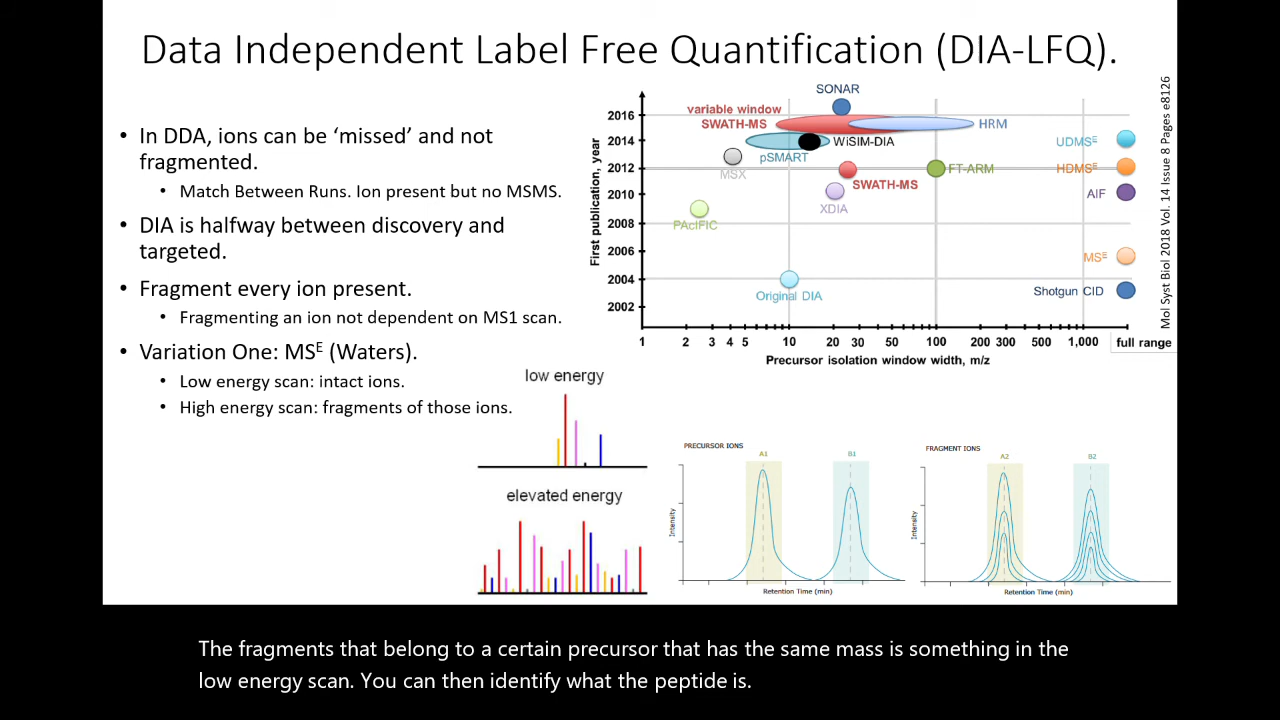 Data Independent Label Free Quantification (DIA-LFQ).
• In DDA, ions can be ‘missed’ and not
fragmented.
• Match Between Runs. Ion present but no MSMS.
• DIA is halfway between discovery and
targeted.
• Fragment every ion present.
• Fragmenting an ion not dependent on MS1 scan.
• Variation One: MSᴱ (Waters).
• Low energy scan: intact ions.
• High energy scan: fragments of those ions.
First publication, year
2016
2014
2012
2010
2008
2006
2004
2002
SONAR
variable window
SWATH-MS
HRM
WiSIM-DIA
pSMART
UDMSᴱ
MSX
SWATH-MS
FT-ARM
HDMSᴱ
XDIA
AIF
PAcIFIC
MSᴱ
Original DIA
Shotgun CID
1 2 3 4 5 10 20 30 50 100 200 300 500 1,000 full range
Precursor isolation window width, m/z
Mol Syst Biol 2018 Vol. 14 Issue 8 Pages e8126
low energy
elevated energy
PRECURSOR IONS
A1 B1
Intensity
Retention Time (min)
FRAGMENT IONS
A2 B2
Intensity
Retention Time (min)
The fragments that belong to a certain precursor that has the same mass is something in the
low energy scan. You can then identify what the peptide is.